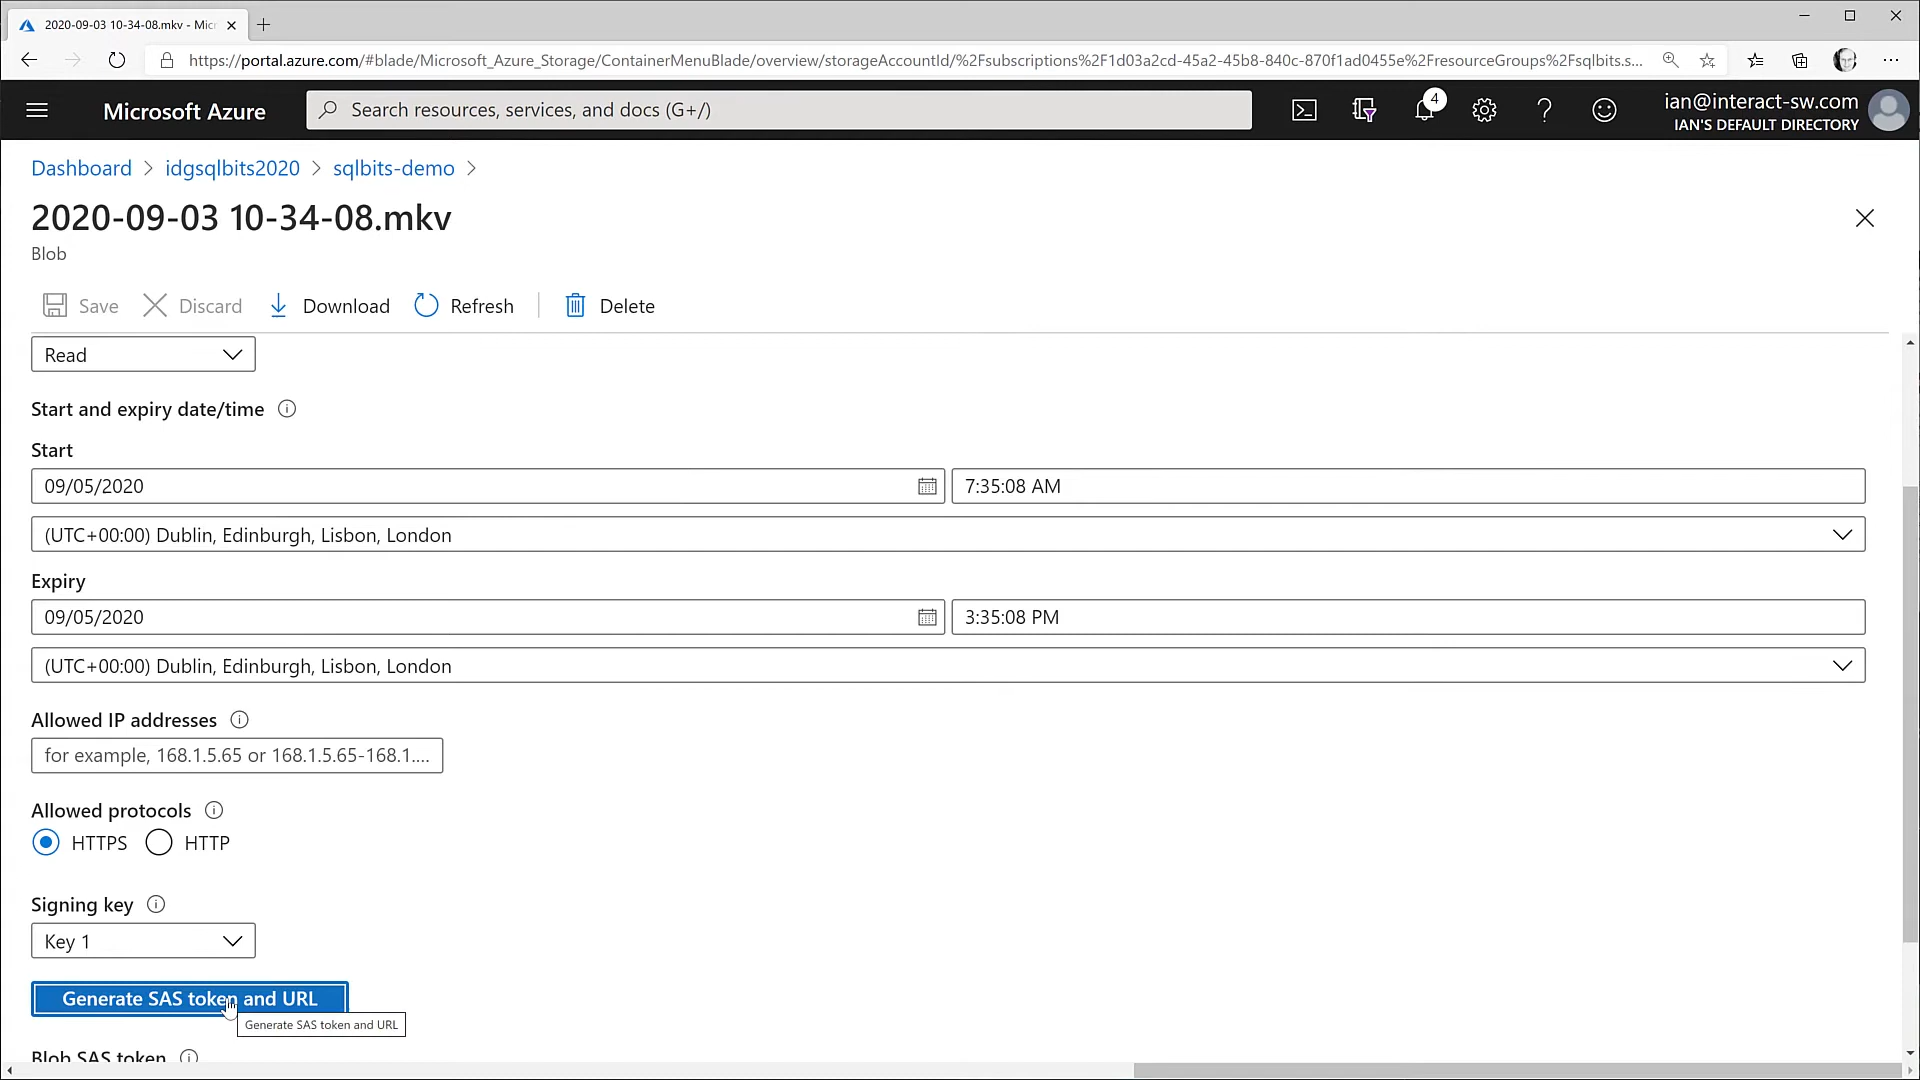 2020-09-03 10-34-08.mkv - Mic
https://portal.azure.com/#blade/Microsoft_Azure_Storage/ContainerMenuBlade/overview/storageAccountId/%2Fsubscriptions%2F1d03a2cd-45a2-45b8-840c-870f1ad0455e%2FresourceGroups%2Fsqlbits.s...
Microsoft Azure
Search resources, services, and docs (G+/)
4
ian@interact-sw.com
IAN'S DEFAULT DIRECTORY
Dashboard > idgsqlbits2020 > sqlbits-demo >
2020-09-03 10-34-08.mkv
Blob
Save Discard Download Refresh Delete
Read
Start and expiry date/time
Start
09/05/2020 7:35:08 AM
(UTC+00:00) Dublin, Edinburgh, Lisbon, London
Expiry
09/05/2020 3:35:08 PM
(UTC+00:00) Dublin, Edinburgh, Lisbon, London
Allowed IP addresses
for example, 168.1.5.65 or 168.1.5.65-168.1....
Allowed protocols
HTTPS HTTP
Signing key
Key 1
Generate SAS token and URL
Generate SAS token and URL
Blob SAS token